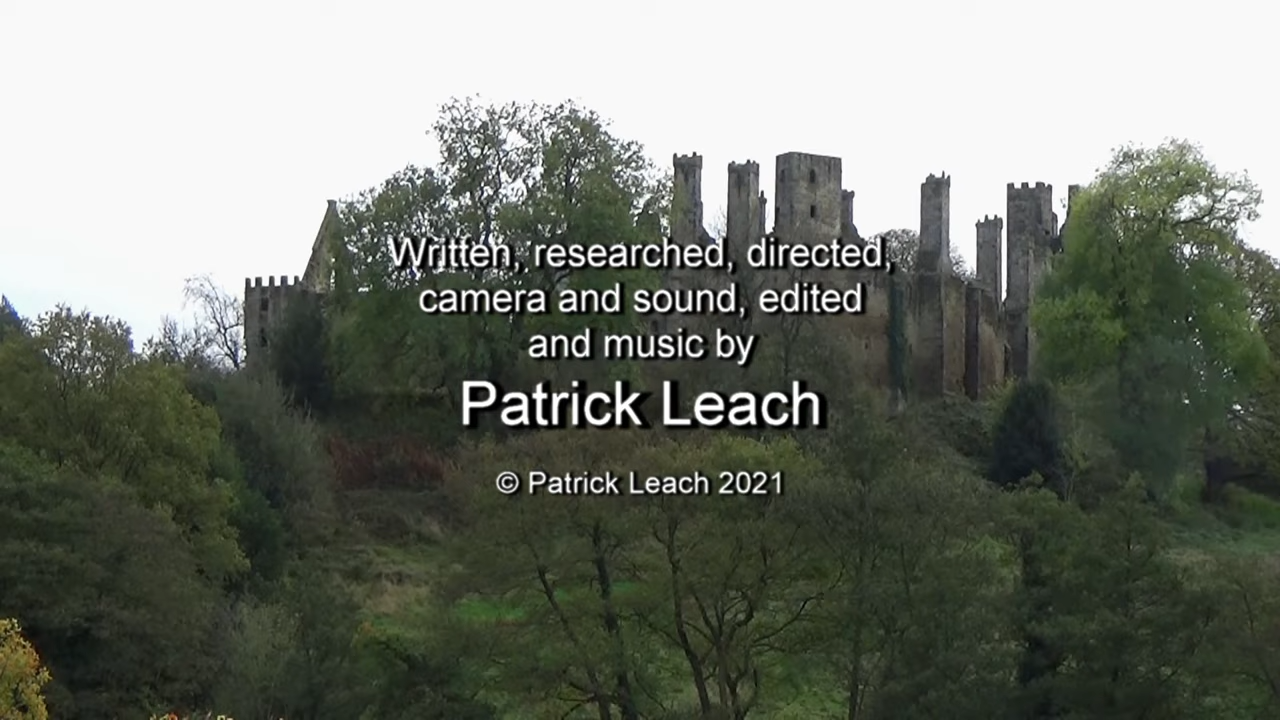 Written, researched, directed,
camera and sound, edited
and music by
Patrick Leach
© Patrick Leach 2021